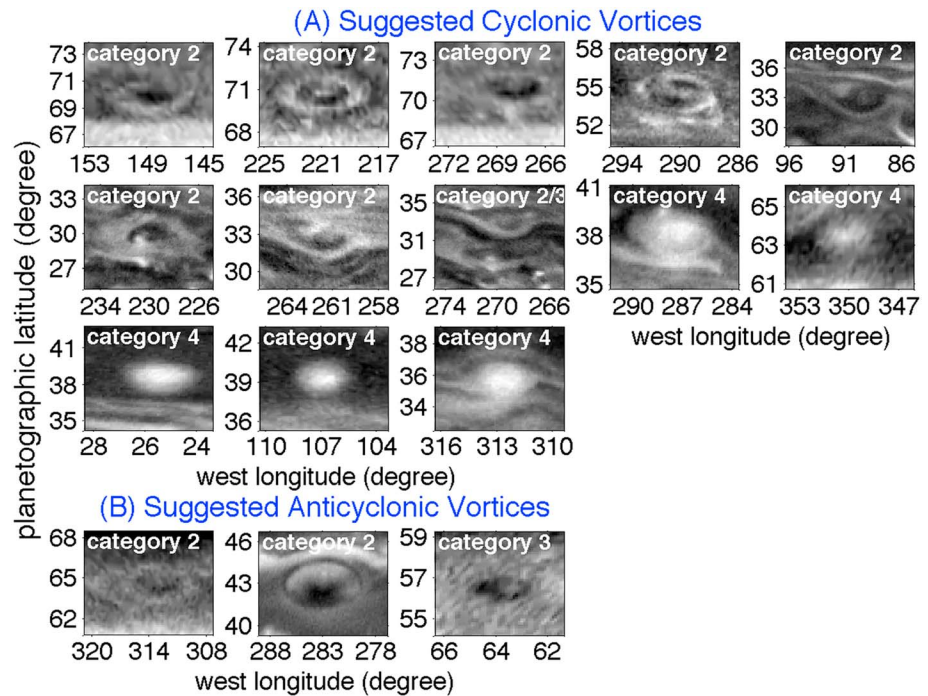 (A) Suggested Cyclonic Vortices
planetographic latitude (degree)
category 2
73
71
69
67
153 149 145
category 2
74
71
68
225 221 217
category 2
73
70
67
272 269 266
category 2
58
55
52
294 290 286
category 2
36
33
30
96 91 86
category 2
33
30
27
234 230 226
category 2
36
33
30
264 261 258
category 2/3
35
31
27
274 270 266
category 4
41
38
35
290 287 284
category 4
65
63
61
353 350 347
west longitude (degree)
category 4
41
38
35
28 26 24
category 4
42
39
36
110 107 104
category 4
38
36
34
316 313 310
west longitude (degree)
(B) Suggested Anticyclonic Vortices
category 2
68
65
62
320 314 308
category 2
46
43
40
288 283 278
category 3
59
57
55
66 64 62
west longitude (degree)